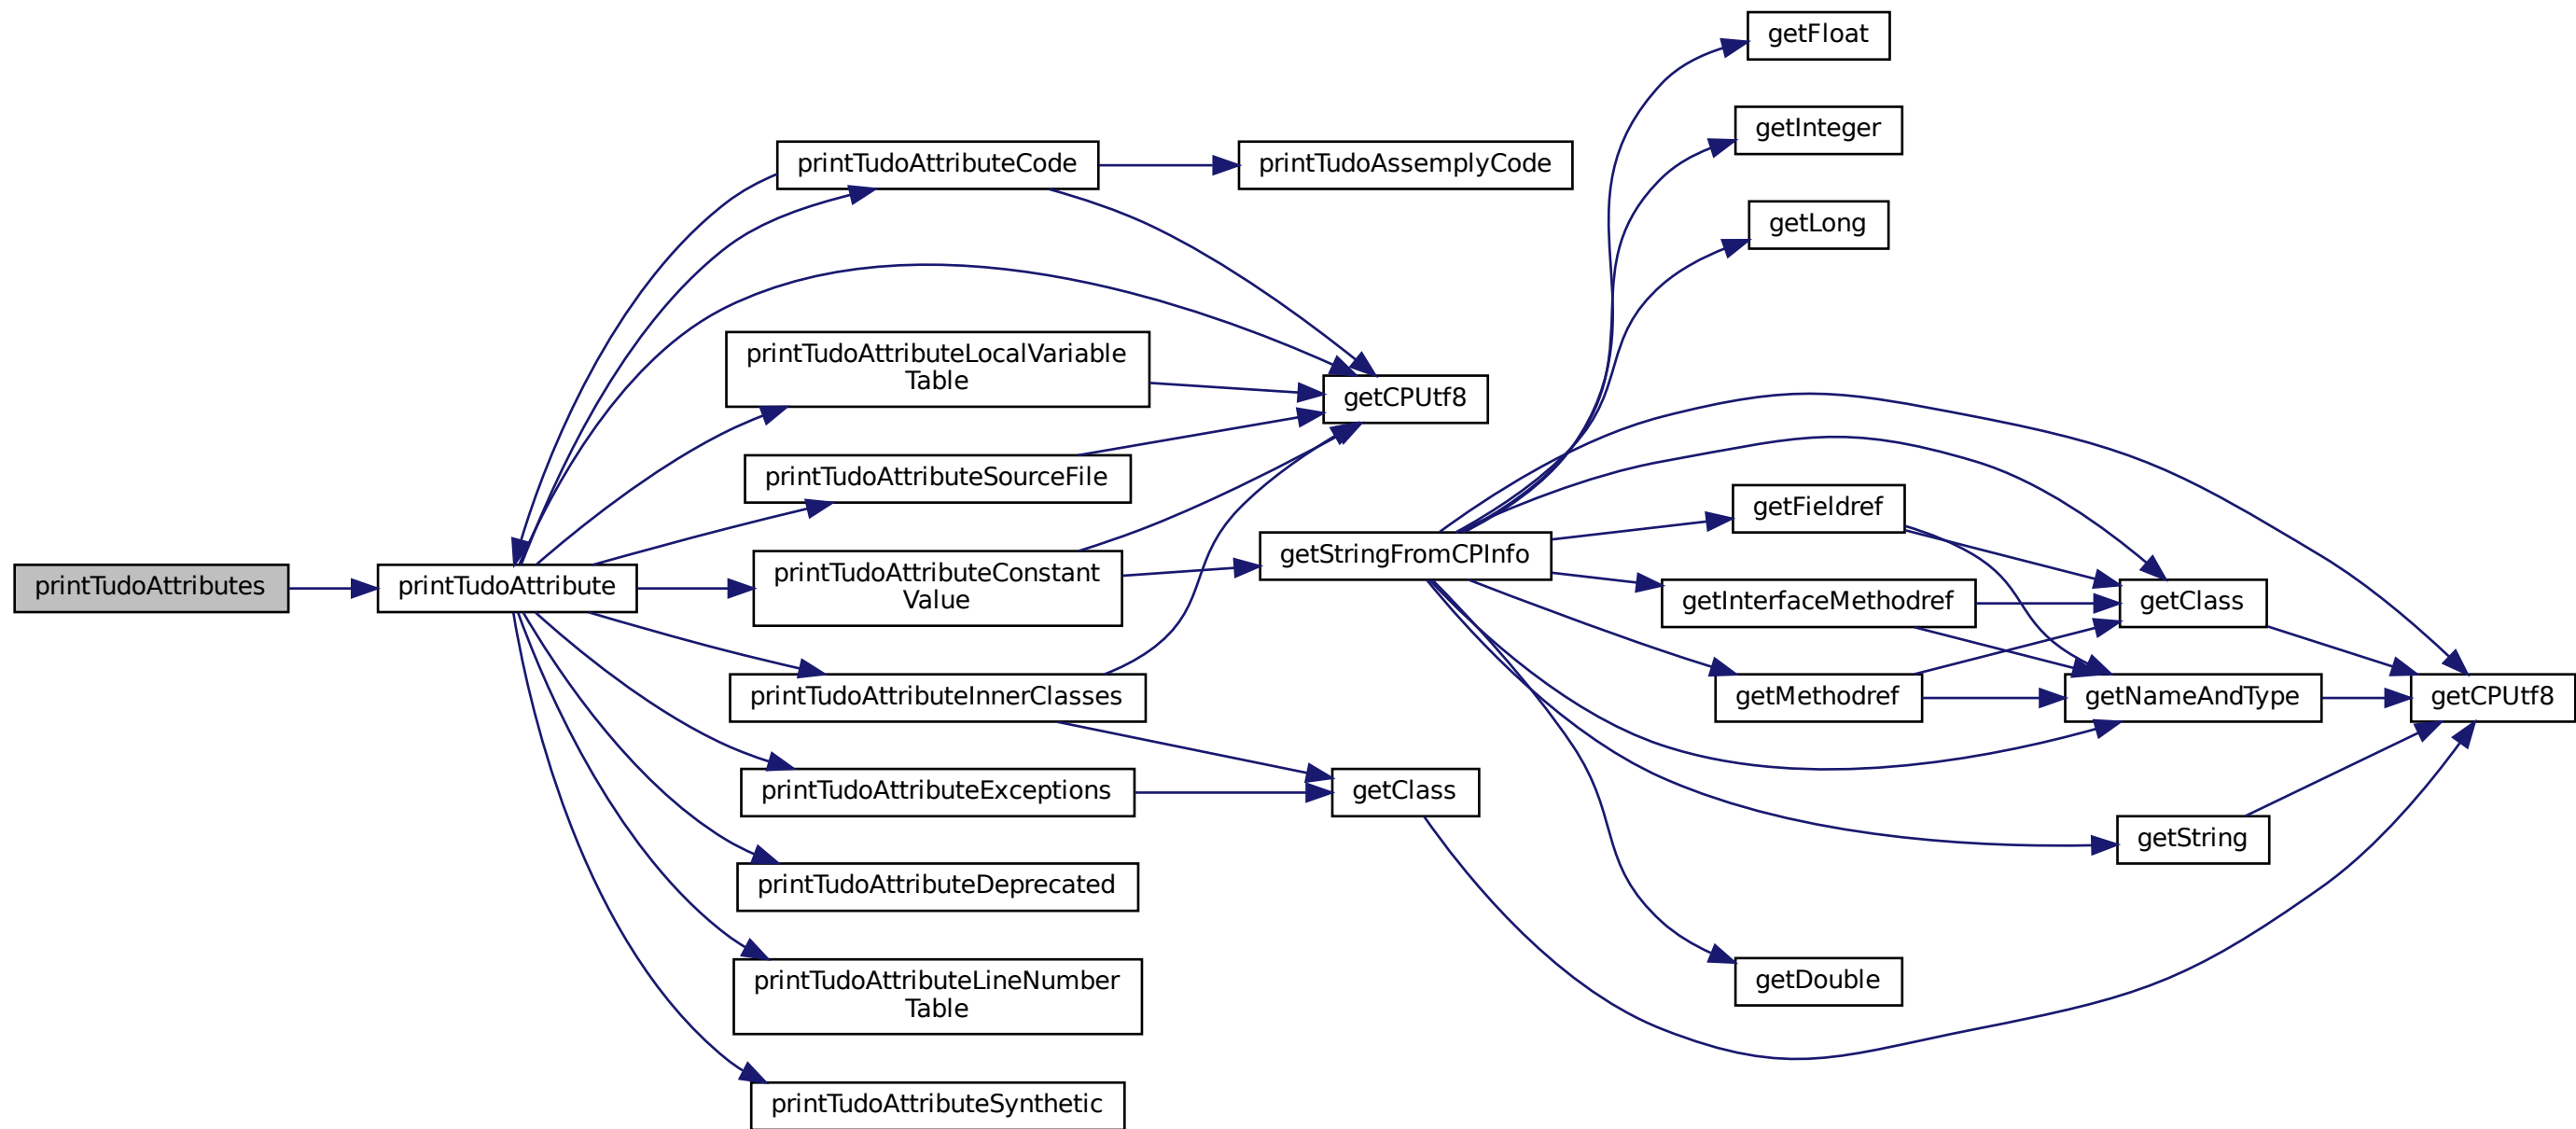 printTudoAttributes
printTudoAttribute
printTudoAttributeCode
printTudoAttributeLocalVariable
Table
printTudoAttributeSourceFile
printTudoAttributeConstant
Value
printTudoAttributeInnerClasses
printTudoAttributeExceptions
printTudoAttributeDeprecated
printTudoAttributeLineNumber
Table
printTudoAttributeSynthetic
printTudoAssemplyCode
getCPUtf8
getStringFromCPInfo
getClass
getFloat
getInteger
getLong
getFieldref
getInterfaceMethodref
getMethodref
getDouble
getClass
getNameAndType
getString
getCPUtf8